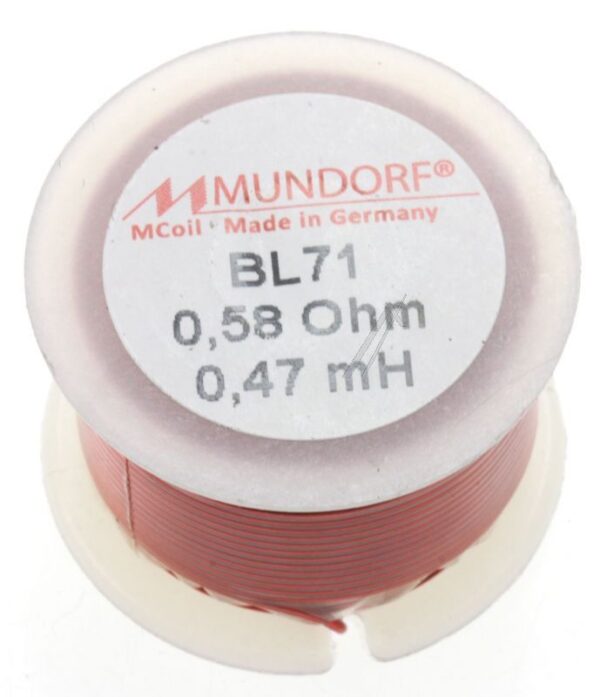 MUNDORF®
MCoil · Made in Germany
BL71
0,58 Ohm
0,47 mH